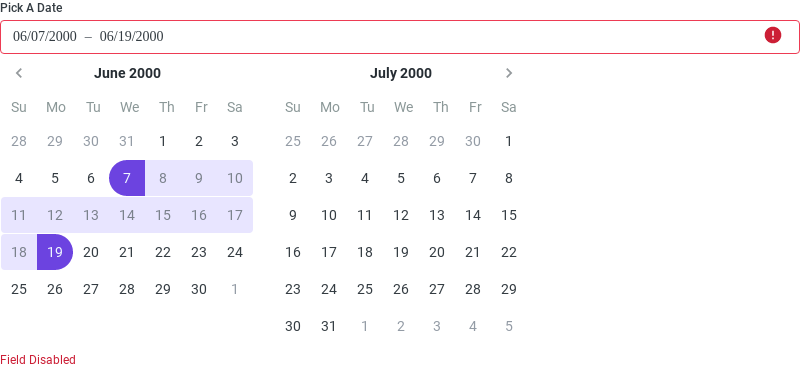 Pick A Date
06/07/2000 – 06/19/2000
June 2000
Su Mo Tu We Th Fr Sa
28 29 30 31 1 2 3
4 5 6 7 8 9 10
11 12 13 14 15 16 17
18 19 20 21 22 23 24
25 26 27 28 29 30 1
July 2000
Su Mo Tu We Th Fr Sa
25 26 27 28 29 30 1
2 3 4 5 6 7 8
9 10 11 12 13 14 15
16 17 18 19 20 21 22
23 24 25 26 27 28 29
30 31 1 2 3 4 5
Field Disabled